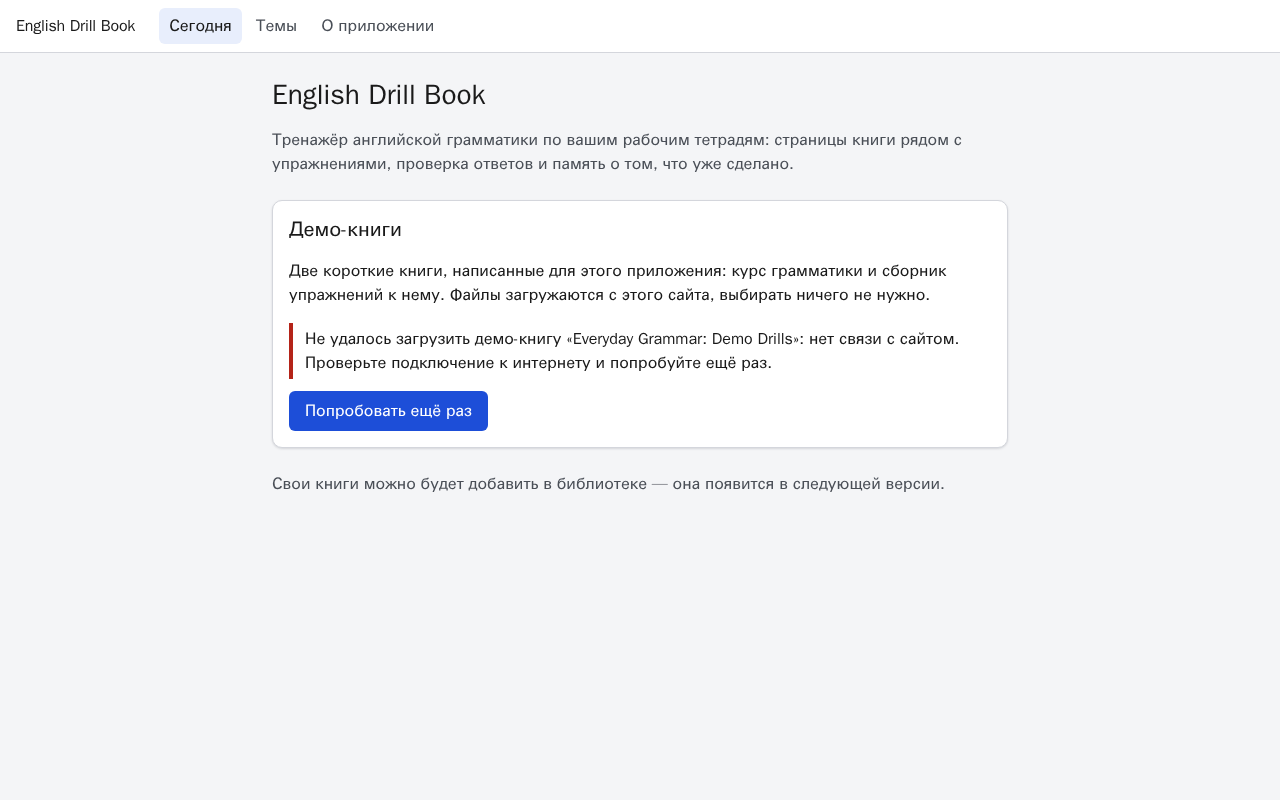 English Drill Book
Сегодня
Темы
О приложении
English Drill Book
Тренажёр английской грамматики по вашим рабочим тетрадям: страницы книги рядом с
упражнениями, проверка ответов и память о том, что уже сделано.
Демо-книги
Две короткие книги, написанные для этого приложения: курс грамматики и сборник
упражнений к нему. Файлы загружаются с этого сайта, выбирать ничего не нужно.
Не удалось загрузить демо-книгу «Everyday Grammar: Demo Drills»: нет связи с сайтом.
Проверьте подключение к интернету и попробуйте ещё раз.
Попробовать ещё раз
Свои книги можно будет добавить в библиотеке — она появится в следующей версии.